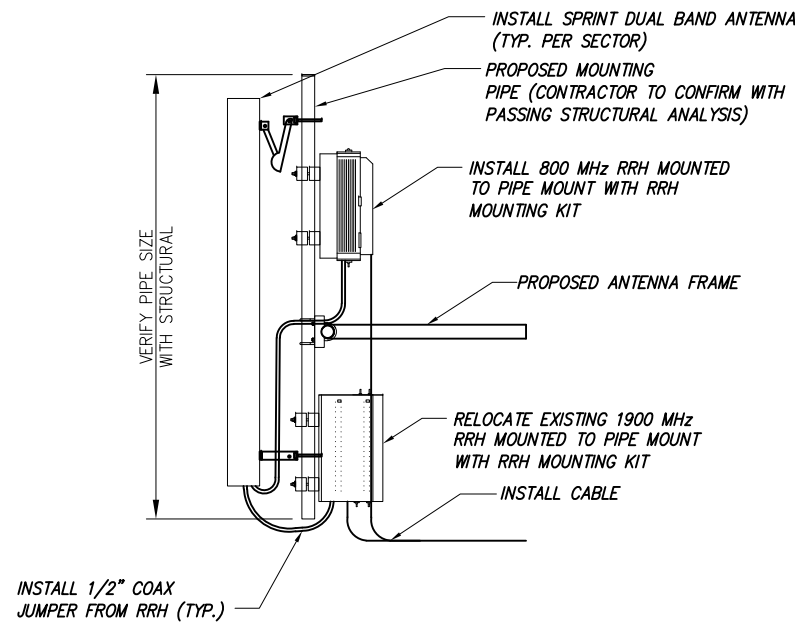 INSTALL SPRINT DUAL BAND ANTENNA
(TYP. PER SECTOR)
PROPOSED MOUNTING
PIPE (CONTRACTOR TO CONFIRM WITH
PASSING STRUCTURAL ANALYSIS)
INSTALL 800 MHz RRH MOUNTED
TO PIPE MOUNT WITH RRH
MOUNTING KIT
VERIFY PIPE SIZE
WITH STRUCTURAL
PROPOSED ANTENNA FRAME
RELOCATE EXISTING 1900 MHz
RRH MOUNTED TO PIPE MOUNT
WITH RRH MOUNTING KIT
INSTALL CABLE
INSTALL 1/2" COAX
JUMPER FROM RRH (TYP.)